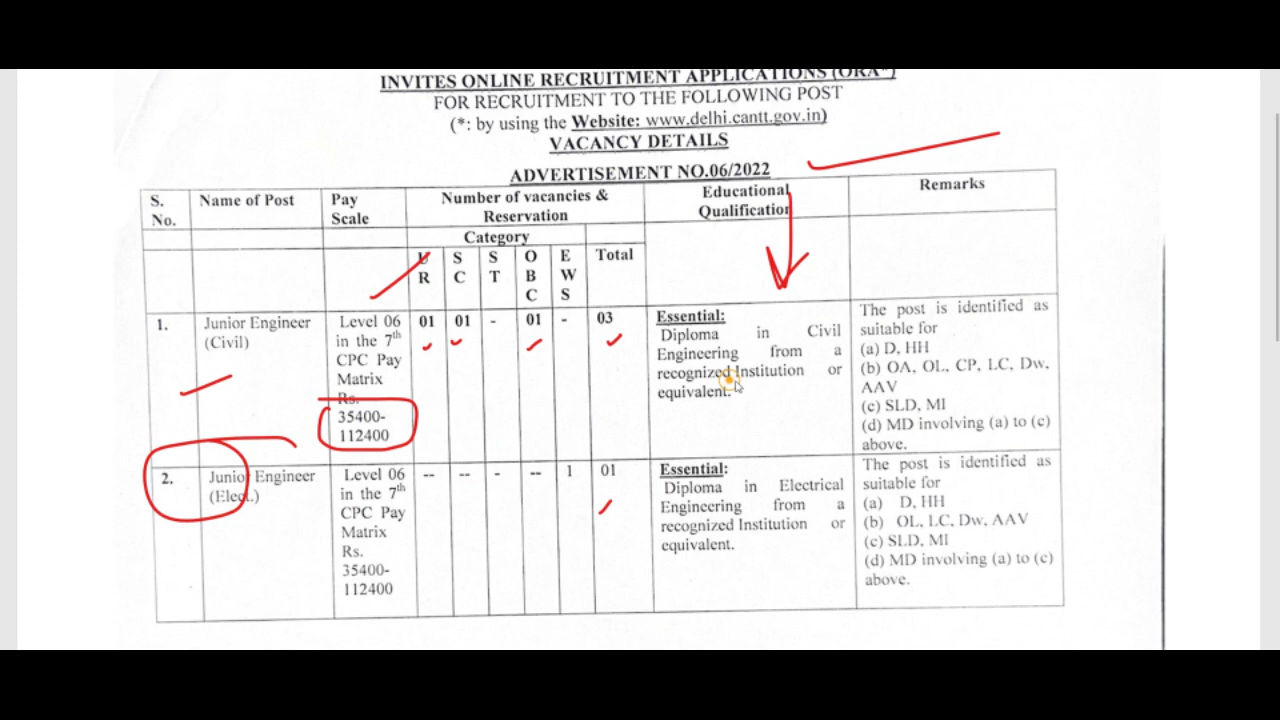 INVITES ONLINE RECRUITMENT APPLICATIONS (ORA*)
FOR RECRUITMENT TO THE FOLLOWING POST
(*: by using the Website: www.delhi.cantt.gov.in)
VACANCY DETAILS
ADVERTISEMENT NO.06/2022
S. No.
Name of Post
Pay Scale
Number of vacancies & Reservation
Educational Qualification
Remarks
Category
UR
SC
ST
OBC
EWS
Total
1.
Junior Engineer
(Civil)
Level 06
in the 7th
CPC Pay
Matrix
Rs.
35400-
112400
01
01
-
01
-
03
Essential:
Diploma in Civil
Engineering from a
recognized Institution or
equivalent.
The post is identified as
suitable for
(a) D, HH
(b) OA, OL, CP, LC, Dw,
AAV
(c) SLD, MI
(d) MD involving (a) to (c)
above.
2.
Junior Engineer
(Elect.)
Level 06
in the 7th
CPC Pay
Matrix
Rs.
35400-
112400
--
--
-
--
1
01
Essential:
Diploma in Electrical
Engineering from a
recognized Institution or
equivalent.
The post is identified as
suitable for
(a) D, HH
(b) OL, LC, Dw, AAV
(c) SLD, MI
(d) MD involving (a) to (c)
above.